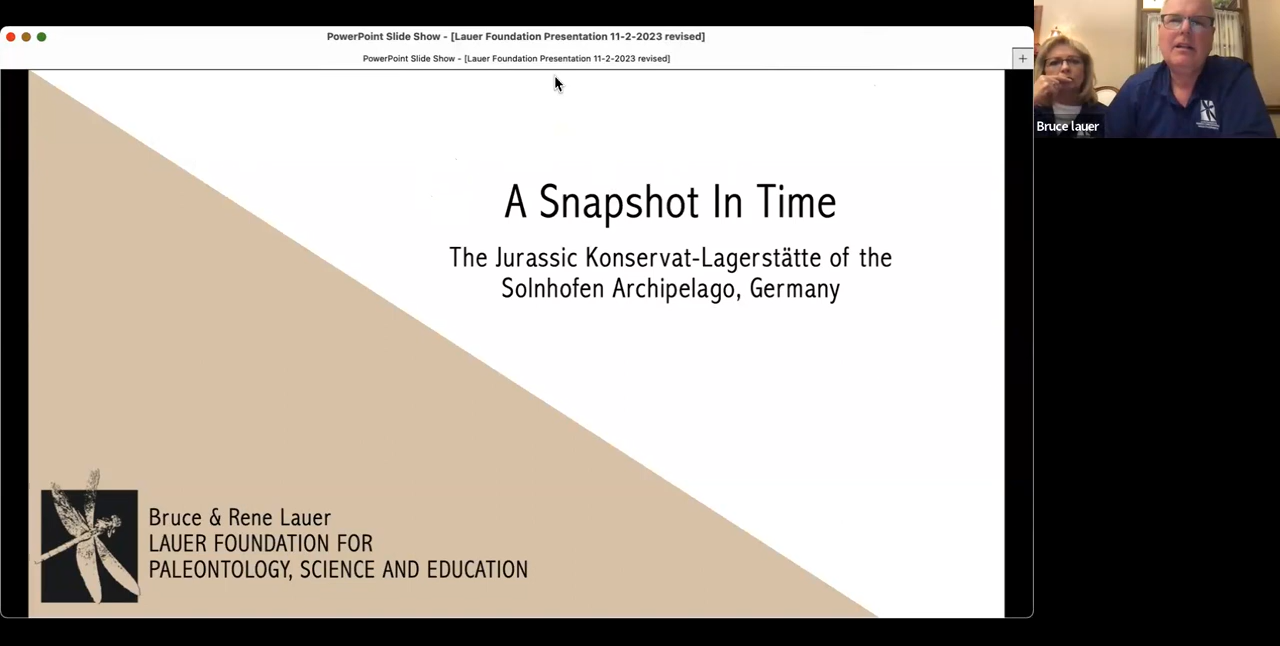 PowerPoint Slide Show - [Lauer Foundation Presentation 11-2-2023 revised]
PowerPoint Slide Show - [Lauer Foundation Presentation 11-2-2023 revised]
A Snapshot In Time
The Jurassic Konservat-Lagerstätte of the
Solnhofen Archipelago, Germany
Bruce & Rene Lauer
LAUER FOUNDATION FOR
PALEONTOLOGY, SCIENCE AND EDUCATION
Bruce lauer